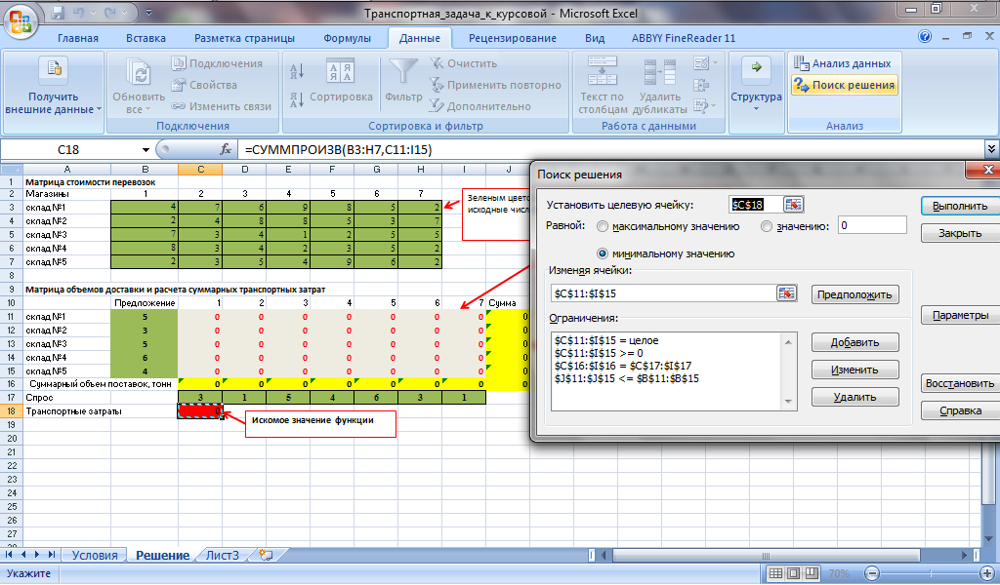 Транспортная_задача_к_курсовой - Microsoft Excel
Главная Вставка Разметка страницы Формулы Данные Рецензирование Вид ABBYY FineReader 11
Получить внешние данные
Обновить все
Подключения
Свойства
Изменить связи
Подключения
Сортировка
Фильтр
Очистить
Применить повторно
Дополнительно
Сортировка и фильтр
Текст по столбцам
Удалить дубликаты
Работа с данными
Структура
Анализ данных
Поиск решения
Анализ
C18 fx =СУММПРОИЗВ(B3:H7,C11:I15)
A B C D E F G H I J
1 Матрица стоимости перевозок
2 Магазины 1 2 3 4 5 6 7
3 склад №1 4 7 6 9 8 5 2
4 склад №2 2 4 8 8 5 3 7
5 склад №3 7 3 4 1 2 5 5
6 склад №4 8 3 4 2 3 5 2
7 склад №5 2 3 5 4 9 6 2
8
9 Матрица объемов доставки и расчета суммарных транспортных затрат
10 Предложение 1 2 3 4 5 6 7 Сумма
11 склад №1 5 0 0 0 0 0 0 0 0
12 склад №2 3 0 0 0 0 0 0 0 0
13 склад №3 5 0 0 0 0 0 0 0 0
14 склад №4 6 0 0 0 0 0 0 0 0
15 склад №5 4 0 0 0 0 0 0 0 0
16 Суммарный объем поставок, тонн 0 0 0 0 0 0 0 0
17 Спрос 3 1 5 4 6 3 1
18 Транспортные затраты
19
20
21
22
23
24
25
26
27
Зеленым цвето
исходные числ
Искомое значение функции
Поиск решения
Установить целевую ячейку: $C$18
Равной: максимальному значению значению: 0
минимальному значению
Изменяя ячейки:
$C$11:$I$15
Предположить
Ограничения:
$C$11:$I$15 = целое
$C$11:$I$15 >= 0
$C$16:$I$16 = $C$17:$I$17
$J$11:$J$15 <= $B$11:$B$15
Добавить
Изменить
Удалить
Выполнить
Закрыть
Параметры
Восстановить
Справка
Условия Решение Лист3
Укажите 70%